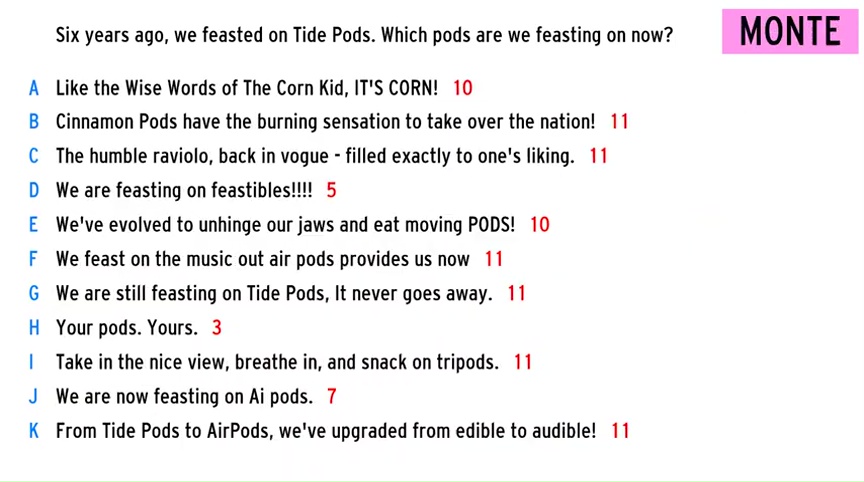 Six years ago, we feasted on Tide Pods. Which pods are we feasting on now?
MONTE
A Like the Wise Words of The Corn Kid, IT'S CORN! 10
B Cinnamon Pods have the burning sensation to take over the nation! 11
C The humble raviolo, back in vogue - filled exactly to one's liking. 11
D We are feasting on feastibles!!!! 5
E We've evolved to unhinge our jaws and eat moving PODS! 10
F We feast on the music out air pods provides us now 11
G We are still feasting on Tide Pods, It never goes away. 11
H Your pods. Yours. 3
I Take in the nice view, breathe in, and snack on tripods. 11
J We are now feasting on Ai pods. 7
K From Tide Pods to AirPods, we've upgraded from edible to audible! 11